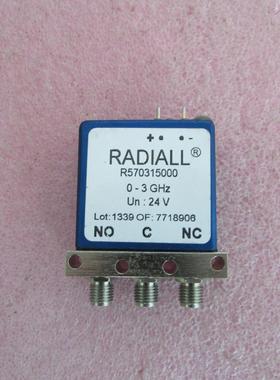 + • • -
RADIALL®
R570315000
0 - 3 GHz
Un : 24 V
Lot:1339 OF: 7718906
NO C NC